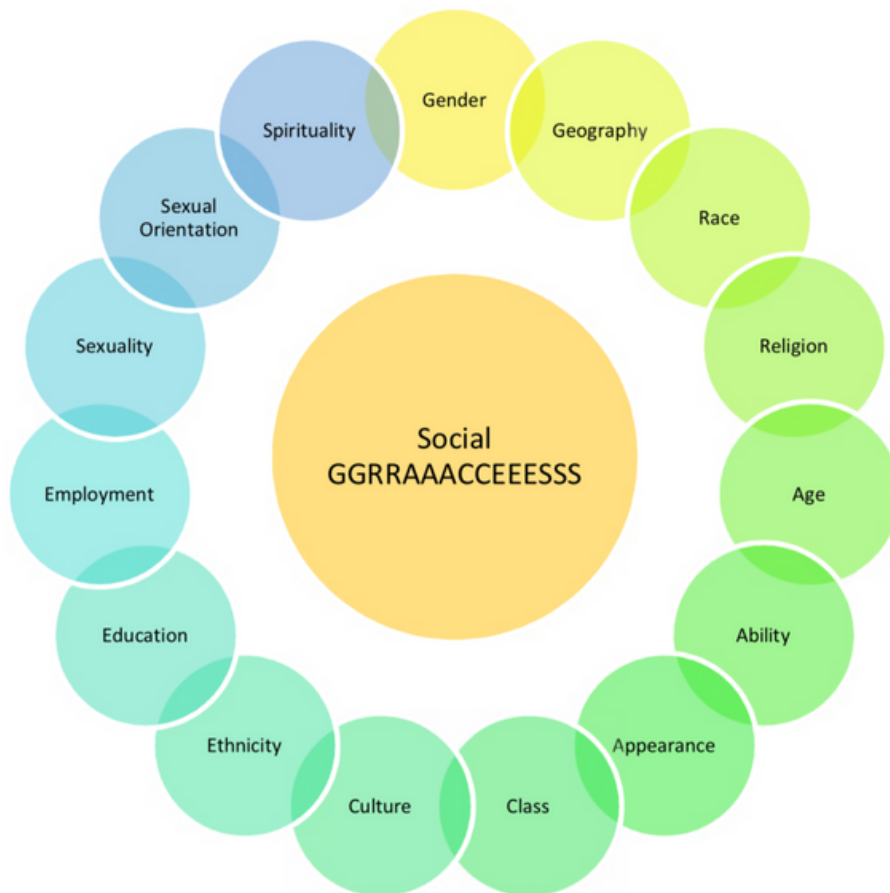 Gender
Geography
Race
Religion
Age
Ability
Appearance
Class
Culture
Ethnicity
Education
Employment
Sexuality
Sexual
Orientation
Spirituality
Social
GGRRAAACCEEESSS